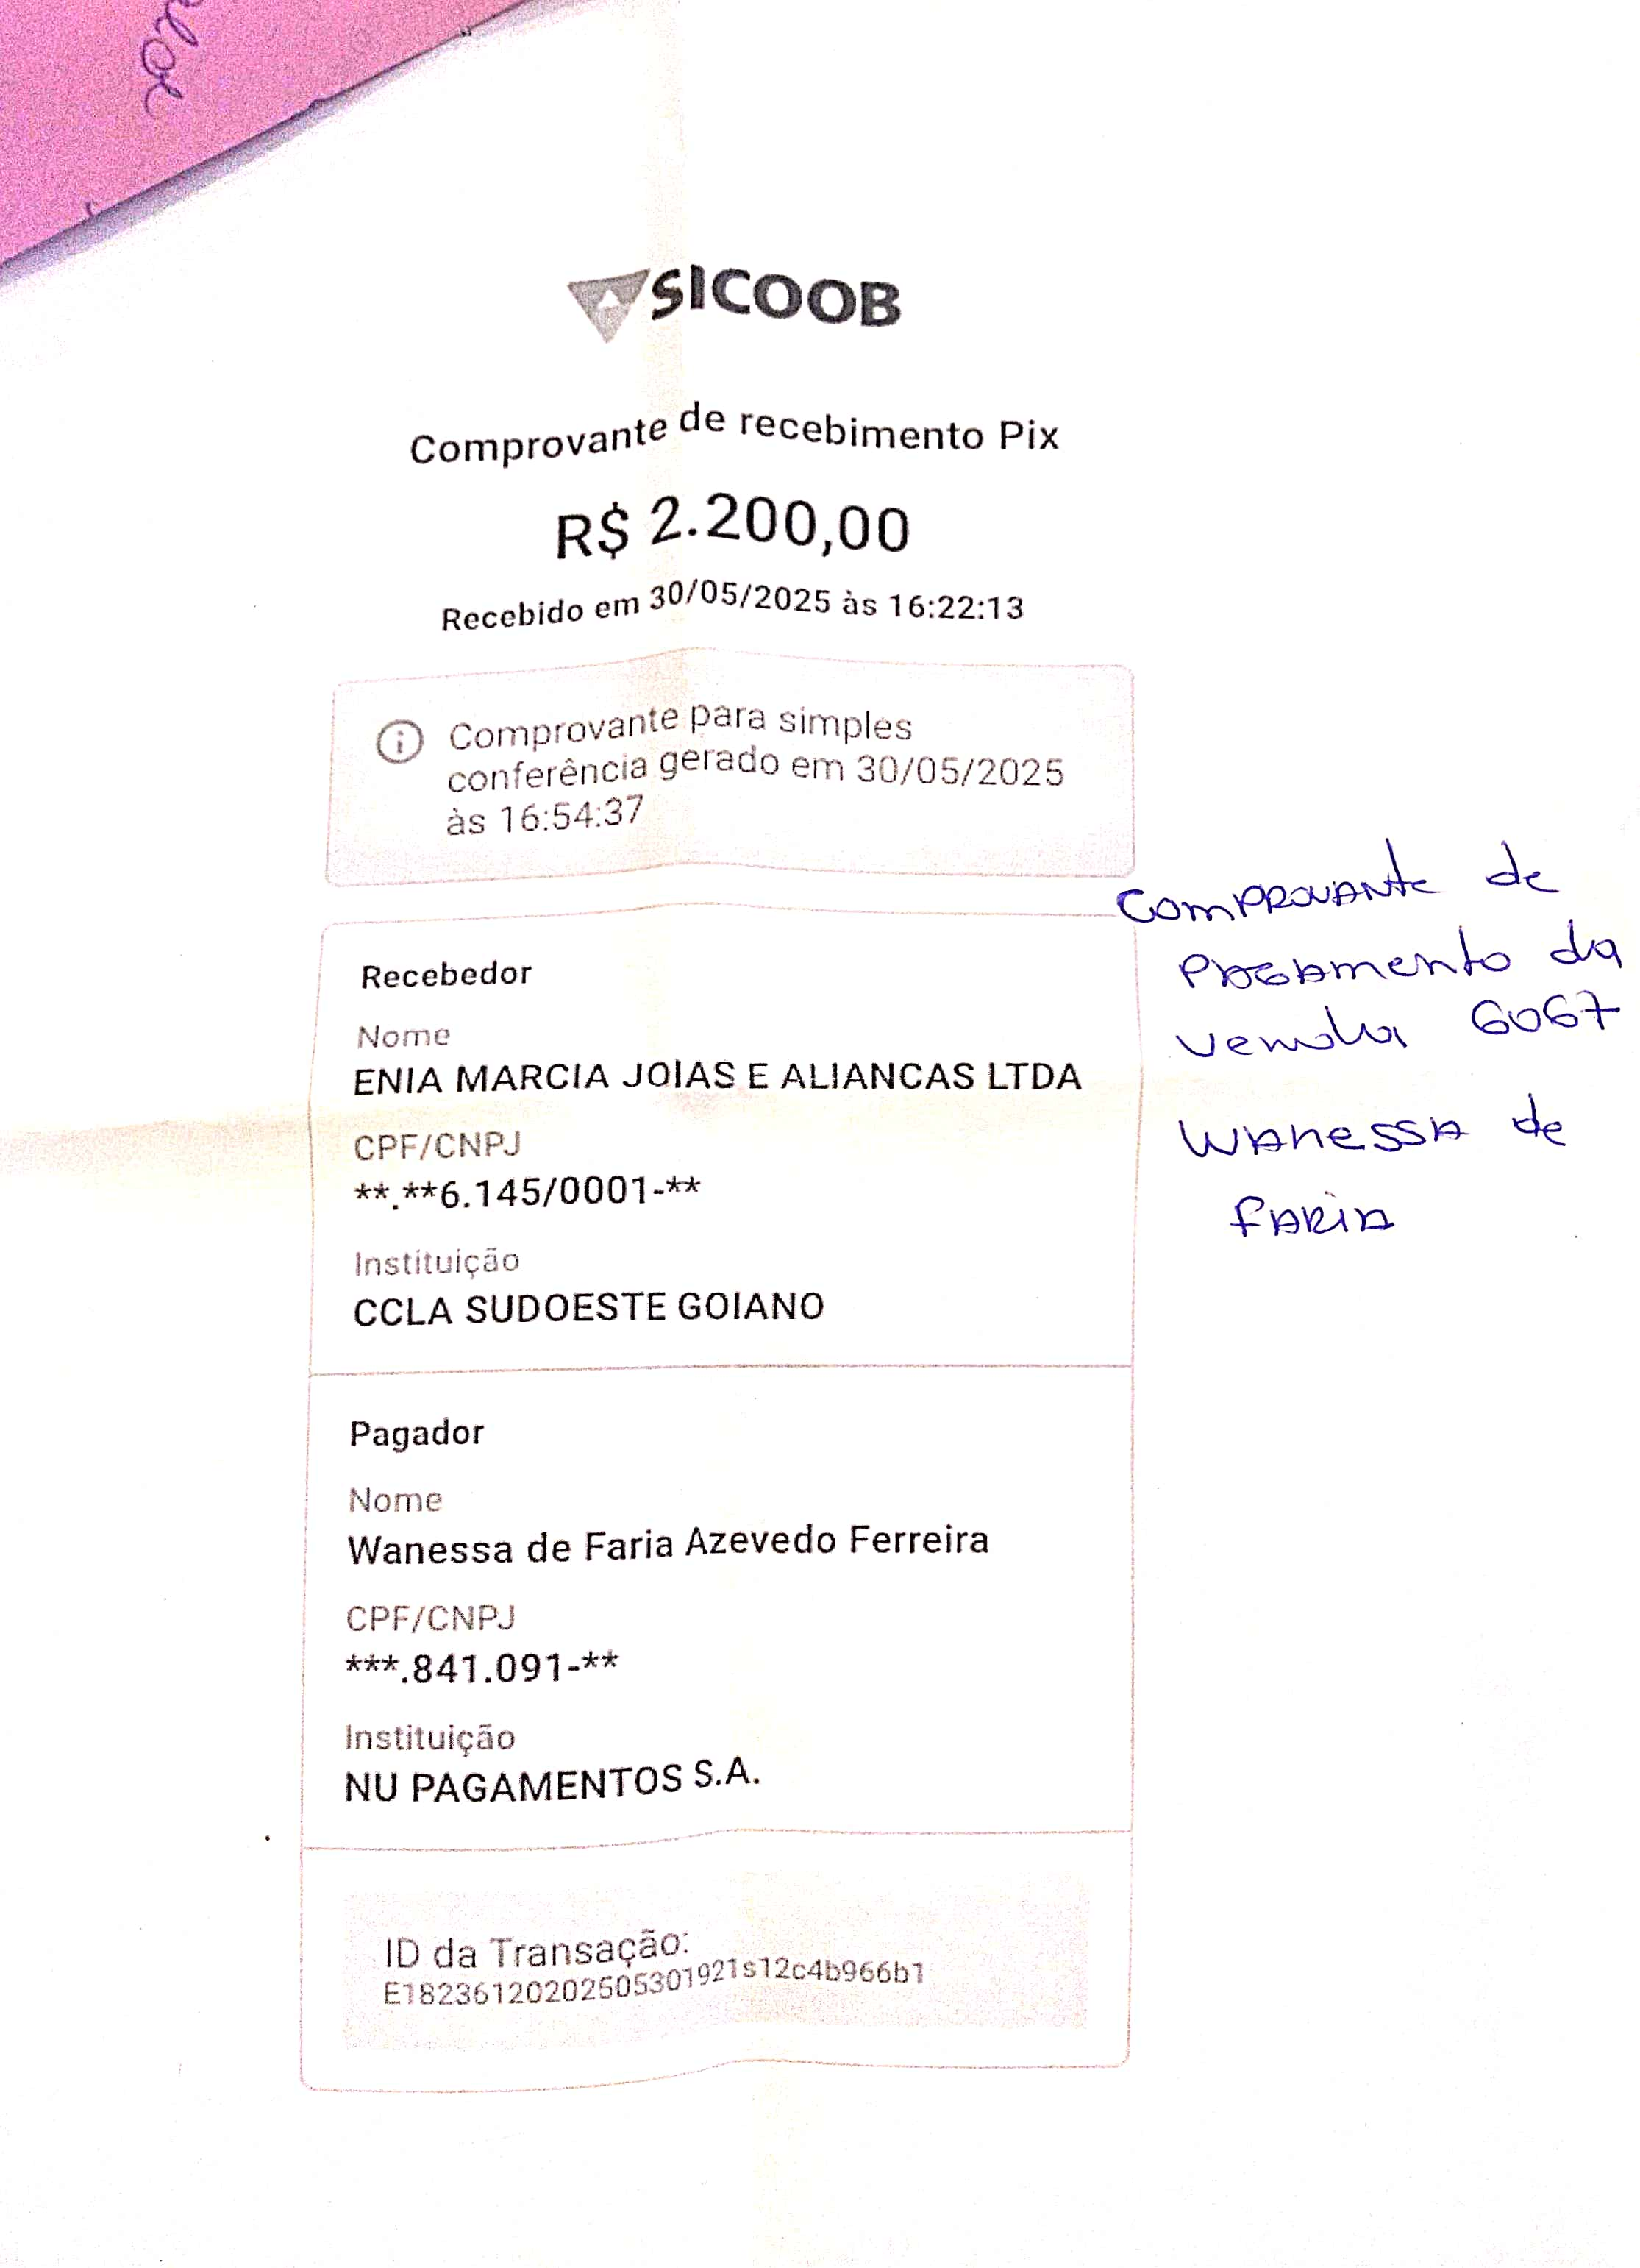 SICOOB
Comprovante de recebimento Pix
R$ 2.200,00
Recebido em 30/05/2025 às 16:22:13
Comprovante para simples
conferência gerado em 30/05/2025
às 16:54:37
Recebedor
Nome
ENIA MARCIA JOIAS E ALIANCAS LTDA
CPF/CNPJ
**.**6.145/0001-**
Instituição
CCLA SUDOESTE GOIANO
Pagador
Nome
Wanessa de Faria Azevedo Ferreira
CPF/CNPJ
***.841.091-**
Instituição
NU PAGAMENTOS S.A.
ID da Transação:
E18236120202505301921s12c4b966b1
Comprovante de
Pagamento da
venda 6067
Wanessa de
Faria